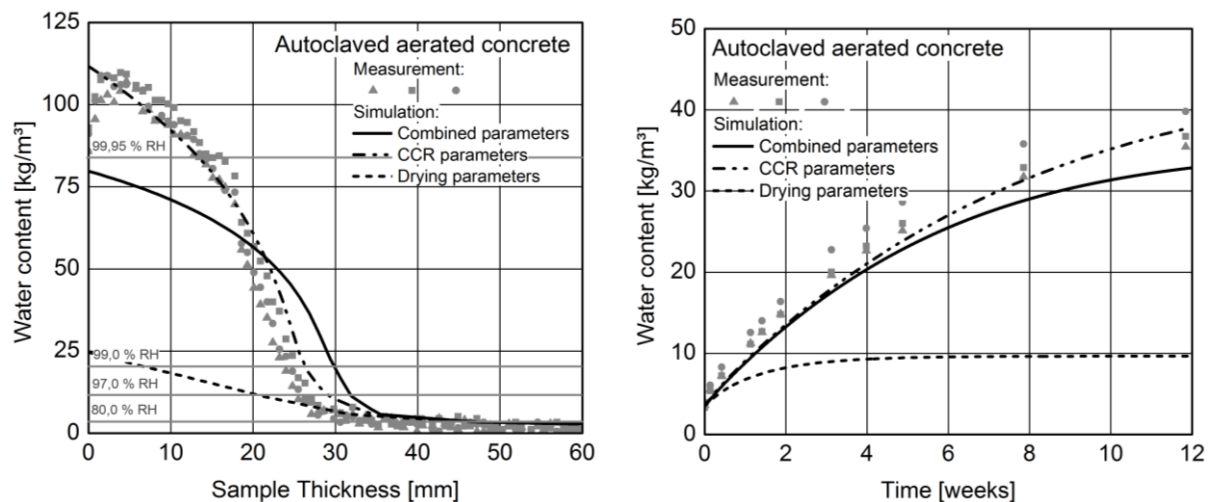 125
100
75
50
25
0
Water content [kg/m³]
Autoclaved aerated concrete
Measurement:
Simulation:
Combined parameters
CCR parameters
Drying parameters
99,95 % RH
99,0 % RH
97,0 % RH
80,0 % RH
0 10 20 30 40 50 60
Sample Thickness [mm]
50
40
30
20
10
0
Water content [kg/m³]
Autoclaved aerated concrete
Measurement:
Simulation:
Combined parameters
CCR parameters
Drying parameters
0 2 4 6 8 10 12
Time [weeks]